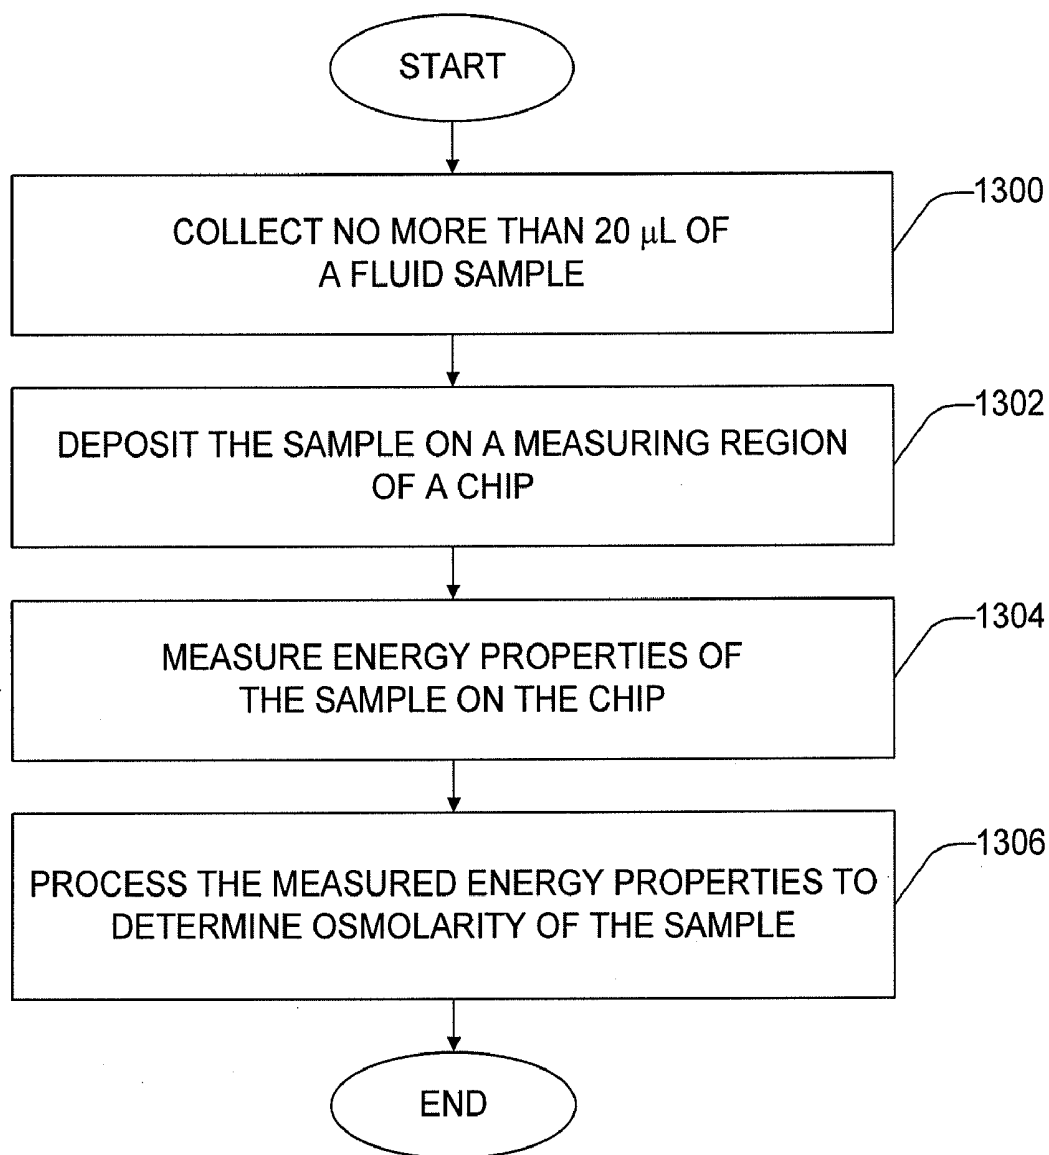 START
1300
COLLECT NO MORE THAN 20 μL OF
A FLUID SAMPLE
1302
DEPOSIT THE SAMPLE ON A MEASURING REGION
OF A CHIP
1304
MEASURE ENERGY PROPERTIES OF
THE SAMPLE ON THE CHIP
1306
PROCESS THE MEASURED ENERGY PROPERTIES TO
DETERMINE OSMOLARITY OF THE SAMPLE
END